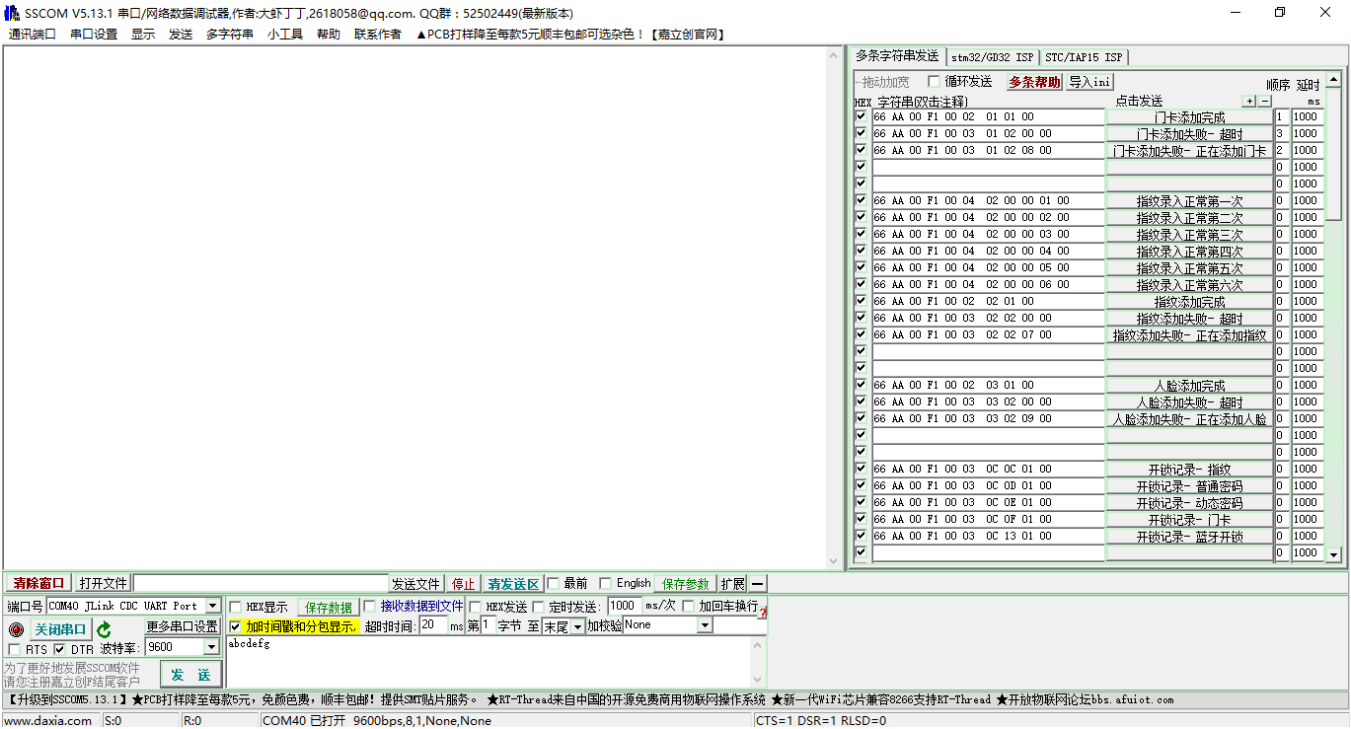 SSCOM V5.13.1 串口/网络数据调试器,作者:大虾丁丁,2618058@qq.com. QQ群：52502449(最新版本)
通讯端口 串口设置 显示 发送 多字符串 小工具 帮助 联系作者 ▲PCB打样降至每款5元顺丰包邮可选杂色！【嘉立创官网】
多条字符串发送 stm32/GD32 ISP STC/IAP15 ISP
拖动加宽 循环发送 多条帮助 导入ini 顺序 延时
HEX 字符串(双击注释) 点击发送 + - ms
66 AA 00 F1 00 02 01 01 00 门卡添加完成 1 1000
66 AA 00 F1 00 03 01 02 00 00 门卡添加失败- 超时 3 1000
66 AA 00 F1 00 03 01 02 08 00 门卡添加失败- 正在添加门卡 2 1000
0 1000
0 1000
66 AA 00 F1 00 04 02 00 00 01 00 指纹录入正常第一次 0 1000
66 AA 00 F1 00 04 02 00 00 02 00 指纹录入正常第二次 0 1000
66 AA 00 F1 00 04 02 00 00 03 00 指纹录入正常第三次 0 1000
66 AA 00 F1 00 04 02 00 00 04 00 指纹录入正常第四次 0 1000
66 AA 00 F1 00 04 02 00 00 05 00 指纹录入正常第五次 0 1000
66 AA 00 F1 00 04 02 00 00 06 00 指纹录入正常第六次 0 1000
66 AA 00 F1 00 02 02 01 00 指纹添加完成 0 1000
66 AA 00 F1 00 03 02 02 00 00 指纹添加失败- 超时 0 1000
66 AA 00 F1 00 03 02 02 07 00 指纹添加失败- 正在添加指纹 0 1000
0 1000
0 1000
66 AA 00 F1 00 02 03 01 00 人脸添加完成 0 1000
66 AA 00 F1 00 03 03 02 00 00 人脸添加失败- 超时 0 1000
66 AA 00 F1 00 03 03 02 09 00 人脸添加失败- 正在添加人脸 0 1000
0 1000
0 1000
66 AA 00 F1 00 03 0C 0C 01 00 开锁记录- 指纹 0 1000
66 AA 00 F1 00 03 0C 0D 01 00 开锁记录- 普通密码 0 1000
66 AA 00 F1 00 03 0C 0E 01 00 开锁记录- 动态密码 0 1000
66 AA 00 F1 00 03 0C 0F 01 00 开锁记录- 门卡 0 1000
66 AA 00 F1 00 03 0C 13 01 00 开锁记录- 蓝牙开锁 0 1000
0 1000
清除窗口 打开文件 发送文件 停止 清发送区 最前 English 保存参数 扩展 —
端口号 COM40 JLink CDC UART Port HEX显示 保存数据 接收数据到文件 HEX发送 定时发送: 1000 ms/次 加回车换行 ?
关闭串口 更多串口设置 加时间戳和分包显示, 超时时间: 20 ms 第 1 字节 至 末尾 加校验 None
RTS DTR 波特率: 9600 abcdefg
为了更好地发展SSCOM软件
请您注册嘉立创F结尾客户 发 送
【升级到SSCOM5.13.1】★PCB打样降至每款5元，免颜色费，顺丰包邮！提供SMT贴片服务。 ★RT-Thread来自中国的开源免费商用物联网操作系统 ★新一代WiFi芯片兼容8266支持RT-Thread ★开放物联网论坛bbs.afuiot.com
www.daxia.com S:0 R:0 COM40 已打开 9600bps,8,1,None,None CTS=1 DSR=1 RLSD=0